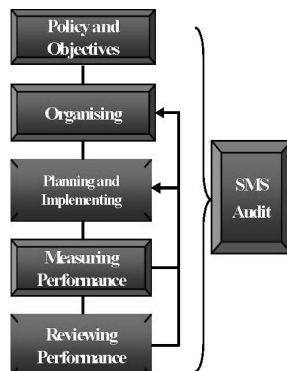 Policy and
Objectives
Organising
Planning and
Implementing
Measuring
Performance
Reviewing
Performance
SMS
Audit